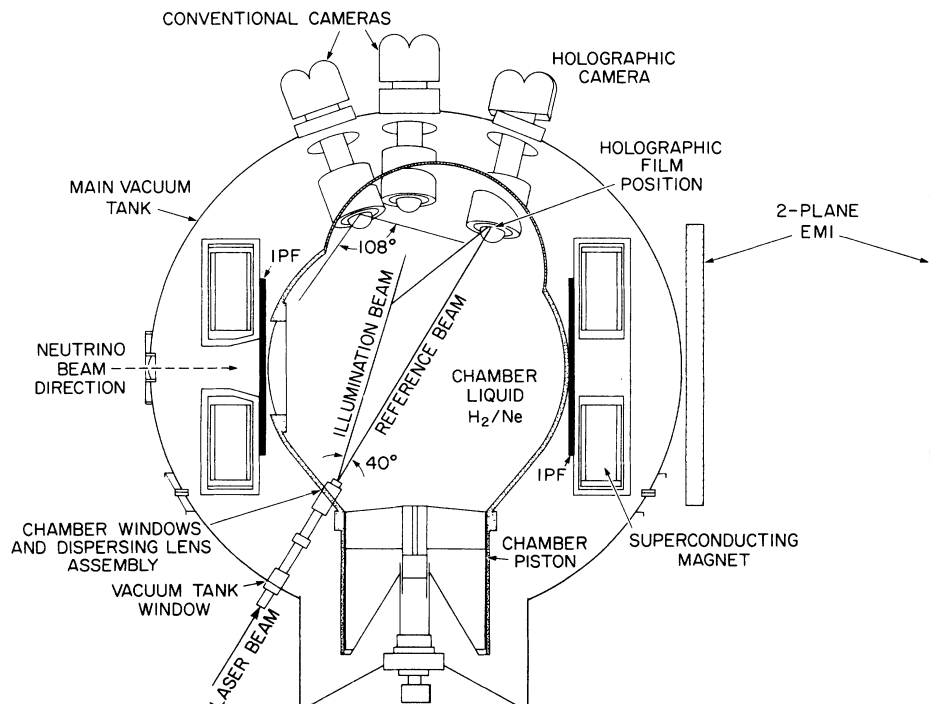 CONVENTIONAL CAMERAS
HOLOGRAPHIC
CAMERA
HOLOGRAPHIC
FILM
POSITION
MAIN VACUUM
TANK
2-PLANE
EMI
108°
IPF
NEUTRINO
BEAM
DIRECTION
ILLUMINATION BEAM
REFERENCE BEAM
CHAMBER
LIQUID
H₂/Ne
40°
IPF
CHAMBER WINDOWS
AND DISPERSING LENS
ASSEMBLY
CHAMBER
PISTON
SUPERCONDUCTING
MAGNET
VACUUM TANK
WINDOW
LASER BEAM